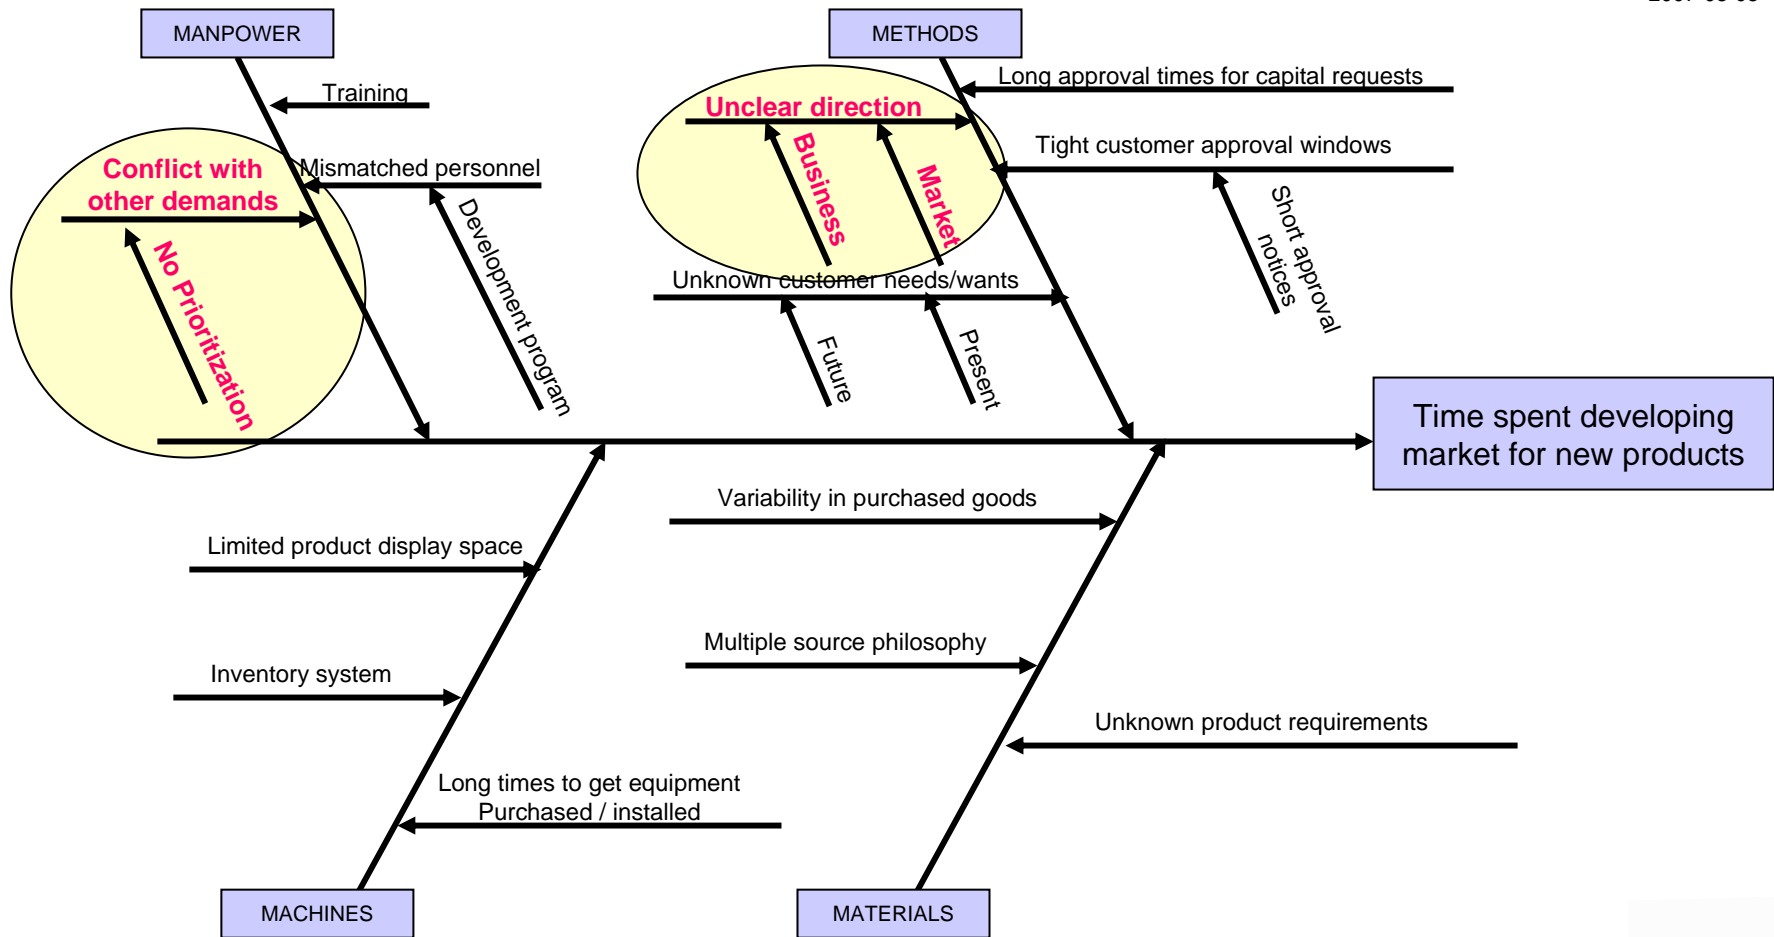 MANPOWER
METHODS
Training
Long approval times for capital requests
Unclear direction
Business
Market
Tight customer approval windows
Short approval
notices
Conflict with
other demands
No Prioritization
Mismatched personnel
Development program
Unknown customer needs/wants
Future
Present
Time spent developing
market for new products
Variability in purchased goods
Limited product display space
Multiple source philosophy
Inventory system
Unknown product requirements
Long times to get equipment
Purchased / installed
MACHINES
MATERIALS